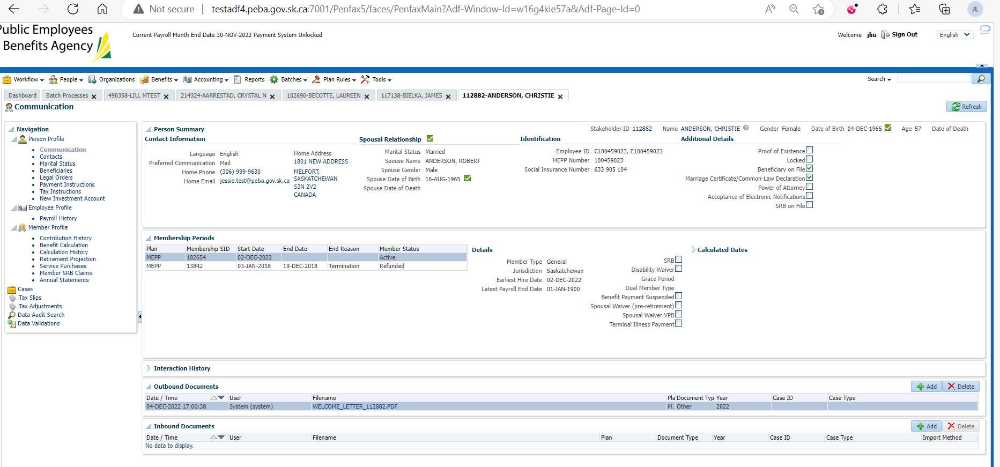 Not secure | testadf4.peba.gov.sk.ca:7001/Penfax5/faces/PenfaxMain?Adf-Window-Id=w16g4kie57a&Adf-Page-Id=0
JL
Public Employees
Benefits Agency
Current Payroll Month End Date 30-NOV-2022 Payment System Unlocked
Welcome jliu Sign Out English
Workflow People Organizations Benefits Accounting Reports Batches Plan Rules Tools Search
Dashboard Batch Processes 490358-LIU, MTEST 214324-AARRESTAD, CRYSTAL N 102690-BECOTTE, LAUREEN 117138-BIELKA, JAMES 112882-ANDERSON, CHRISTIE
Communication
Refresh
Navigation
Person Profile
Communication
Contacts
Marital Status
Beneficiaries
Legal Orders
Payment Instructions
Tax Instructions
New Investment Account
Employee Profile
Payroll History
Member Profile
Contribution History
Benefit Calculation
Calculation History
Retirement Projection
Service Purchases
Member SRB Claims
Annual Statements
Cases
Tax Slips
Tax Adjustments
Data Audit Search
Data Validations
Person Summary
Stakeholder ID 112882 Name ANDERSON, CHRISTIE Gender Female Date of Birth 04-DEC-1965 Age 57 Date of Death
Contact Information
Language English
Preferred Communication Mail
Home Phone (306) 999-9630
Home Email jessie.test@peba.gov.sk.ca
Home Address
1801 NEW ADDRESS
MELFORT,
SASKATCHEWAN
S3N 2V2
CANADA
Spousal Relationship
Marital Status Married
Spouse Name ANDERSON, ROBERT
Spouse Gender Male
Spouse Date of Birth 16-AUG-1965
Spouse Date of Death
Identification
Employee ID C100459023, E100459023
MEPP Number 100459023
Social Insurance Number 633 905 104
Additional Details
Proof of Existence
Locked
Beneficiary on File
Marriage Certificate/Common-Law Declaration
Power of Attorney
Acceptance of Electronic Notifications
SRB on File
Membership Periods
Plan Membership SID Start Date End Date End Reason Member Status
MEPP 182654 02-DEC-2022 Active
MEPP 13842 03-JAN-2018 19-DEC-2018 Termination Refunded
Details
Member Type General
Jurisdiction Saskatchewan
Earliest Hire Date 02-DEC-2022
Latest Payroll End Date 01-JAN-1900
SRB
Disability Waiver
Grace Period
Dual Member Type
Benefit Payment Suspended
Spousal Waiver (pre-retirement)
Spousal Waiver VPB
Terminal Illness Payment
Calculated Dates
Interaction History
Outbound Documents
Add Delete
Date / Time User Filename Pla Document Typ Year Case ID Case Type
04-DEC-2022 17:00:38 System (system) WELCOME_LETTER_112882.PDF M.. Other 2022
Inbound Documents
Add Delete
Date / Time User Filename Plan Document Type Year Case ID Case Type Import Method
No data to display.